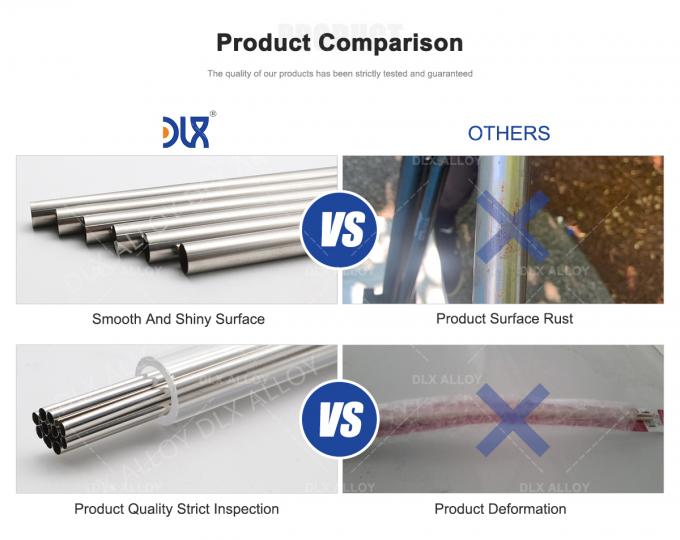 PRODUCT
Product Comparison
The quality of our products has been strictly tested and guaranteed
DLX®
OTHERS
DLX ALLOY
VS
DLX ALLOY
Smooth And Shiny Surface
Product Surface Rust
DLX ALLOY DLX ALLOY
VS
DLX ALLOY
DLX ALLOY
Product Quality Strict Inspection
Product Deformation